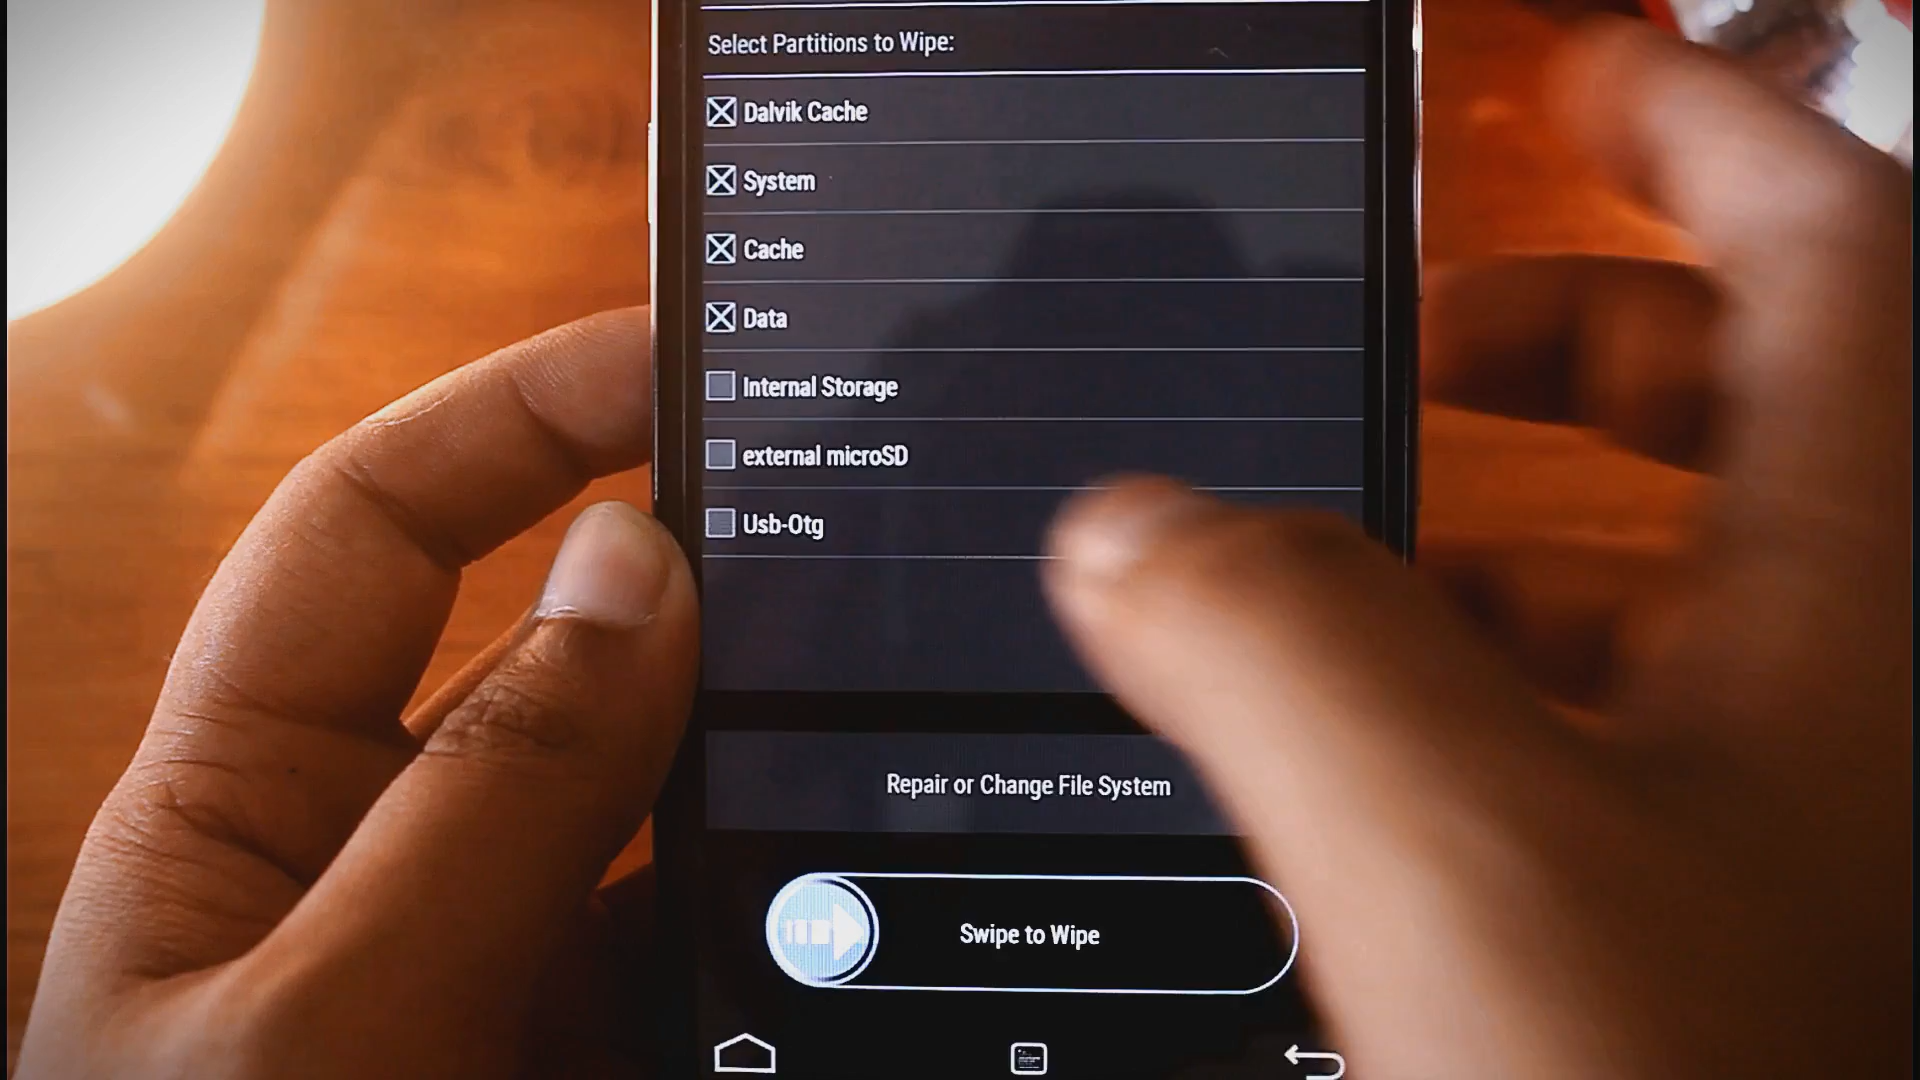 Select Partitions to Wipe:
Dalvik Cache
System
Cache
Data
Internal Storage
external microSD
Usb-Otg
Repair or Change File System
Swipe to Wipe